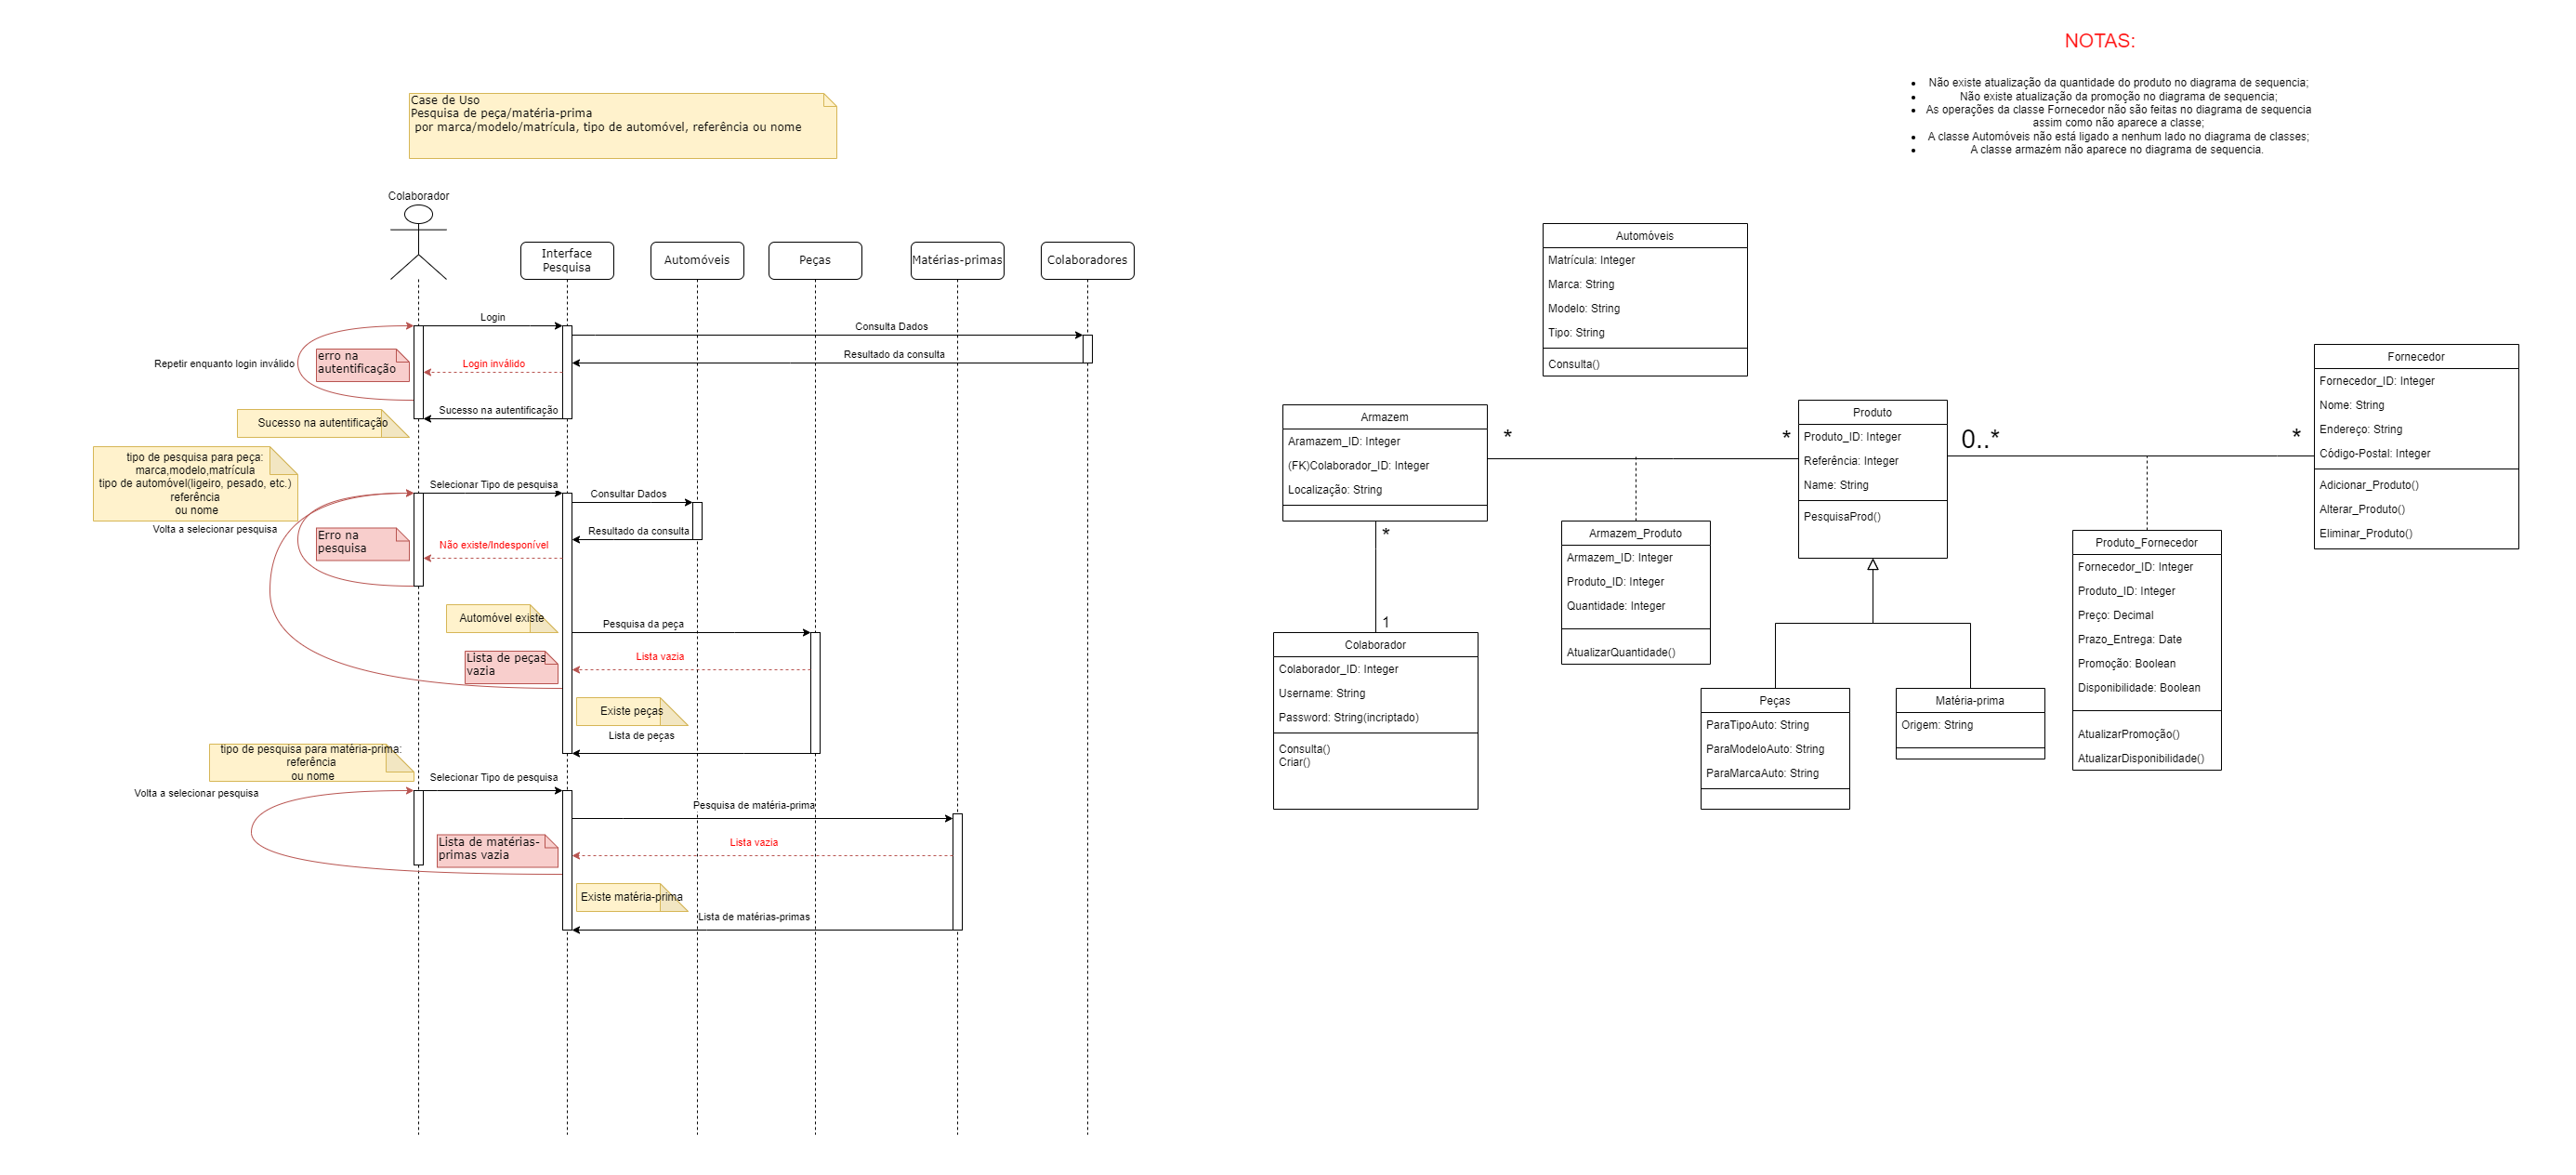 NOTAS:
Não existe atualização da quantidade do produto no diagrama de sequencia;
Não existe atualização da promoção no diagrama de sequencia;
As operações da classe Fornecedor não são feitas no diagrama de sequencia
assim como não aparece a classe;
A classe Automóveis não está ligado a nenhum lado no diagrama de classes;
A classe armazém não aparece no diagrama de sequencia.
Case de Uso
Pesquisa de peça/matéria-prima
por marca/modelo/matrícula, tipo de automóvel, referência ou nome
Colaborador
Interface
Pesquisa
Automóveis
Peças
Matérias-primas
Colaboradores
Login
Consulta Dados
Resultado da consulta
Repetir enquanto login inválido
erro na
autentificação
Login inválido
Sucesso na autentificação
Sucesso na autentificação
tipo de pesquisa para peça:
marca,modelo,matrícula
tipo de automóvel(ligeiro, pesado, etc.)
referência
ou nome
Volta a selecionar pesquisa
Selecionar Tipo de pesquisa
Consultar Dados
Resultado da consulta
Erro na
pesquisa
Não existe/Indesponível
Automóvel existe
Pesquisa da peça
Lista de peças
vazia
Lista vazia
Existe peças
Lista de peças
tipo de pesquisa para matéria-prima:
referência
ou nome
Volta a selecionar pesquisa
Selecionar Tipo de pesquisa
Pesquisa de matéria-prima
Lista de matérias-
primas vazia
Lista vazia
Existe matéria-prima
Lista de matérias-primas
Automóveis
Matrícula: Integer
Marca: String
Modelo: String
Tipo: String
Consulta()
Armazem
Aramazem_ID: Integer
(FK)Colaborador_ID: Integer
Localização: String
*
*
*
1
Colaborador
Colaborador_ID: Integer
Username: String
Password: String(incriptado)
Consulta()
Criar()
Armazem_Produto
Armazem_ID: Integer
Produto_ID: Integer
Quantidade: Integer
AtualizarQuantidade()
Produto
Produto_ID: Integer
Referência: Integer
Name: String
PesquisaProd()
0..*
*
Peças
ParaTipoAuto: String
ParaModeloAuto: String
ParaMarcaAuto: String
Matéria-prima
Origem: String
Produto_Fornecedor
Fornecedor_ID: Integer
Produto_ID: Integer
Preço: Decimal
Prazo_Entrega: Date
Promoção: Boolean
Disponibilidade: Boolean
AtualizarPromoção()
AtualizarDisponibilidade()
Fornecedor
Fornecedor_ID: Integer
Nome: String
Endereço: String
Código-Postal: Integer
Adicionar_Produto()
Alterar_Produto()
Eliminar_Produto()